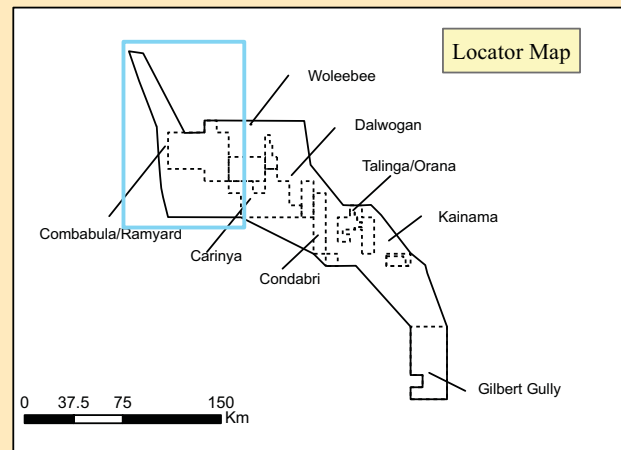 Locator Map
Woleebee
Dalwogan
Talinga/Orana
Kainama
Combabula/Ramyard
Carinya
Condabri
Gilbert Gully
0 37.5 75 150
Km